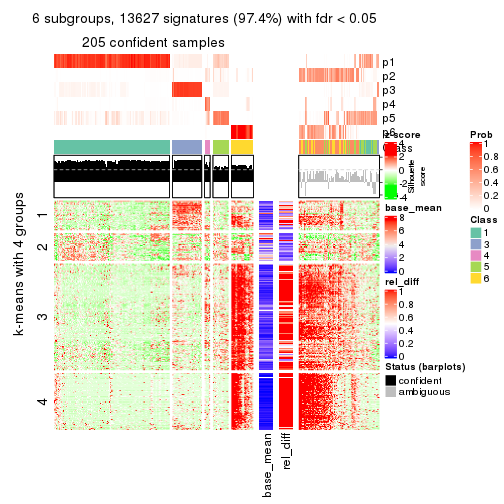 6 subgroups, 13627 signatures (97.4%) with fdr < 0.05
205 confident samples
p1
p2
p3
p4
p5
p6
Class
z-score
4
2
0
-2
-4
Silhouette
score
base_mean
8
6
4
2
0
rel_diff
1
0.8
0.6
0.4
0.2
0
Status (barplots)
confident
ambiguous
Prob
1
0.8
0.6
0.4
0.2
0
Class
1
3
4
5
6
k-means with 4 groups
1
2
3
4
base_mean
rel_diff